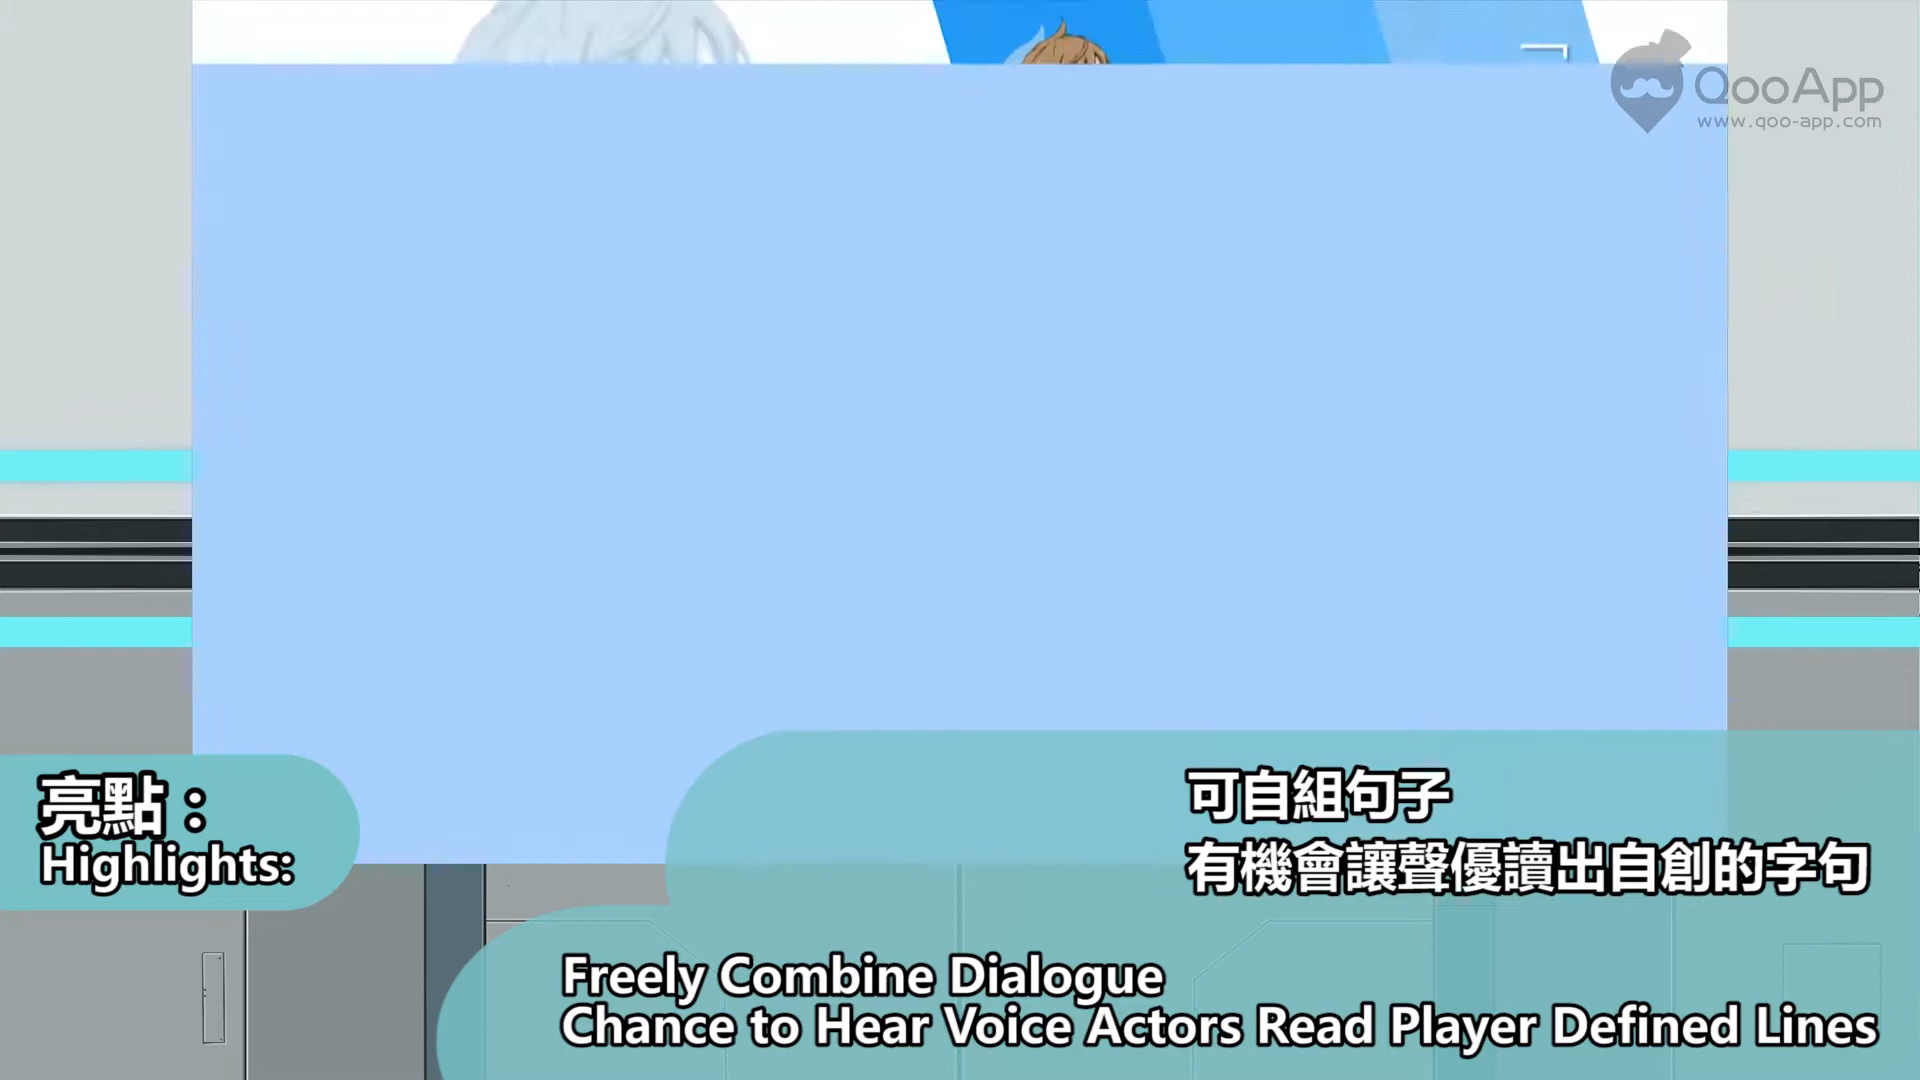 QooApp
www.qoo-app.com
亮點：
Highlights:
可自組句子
有機會讓聲優讀出自創的字句
Freely Combine Dialogue
Chance to Hear Voice Actors Read Player Defined Lines